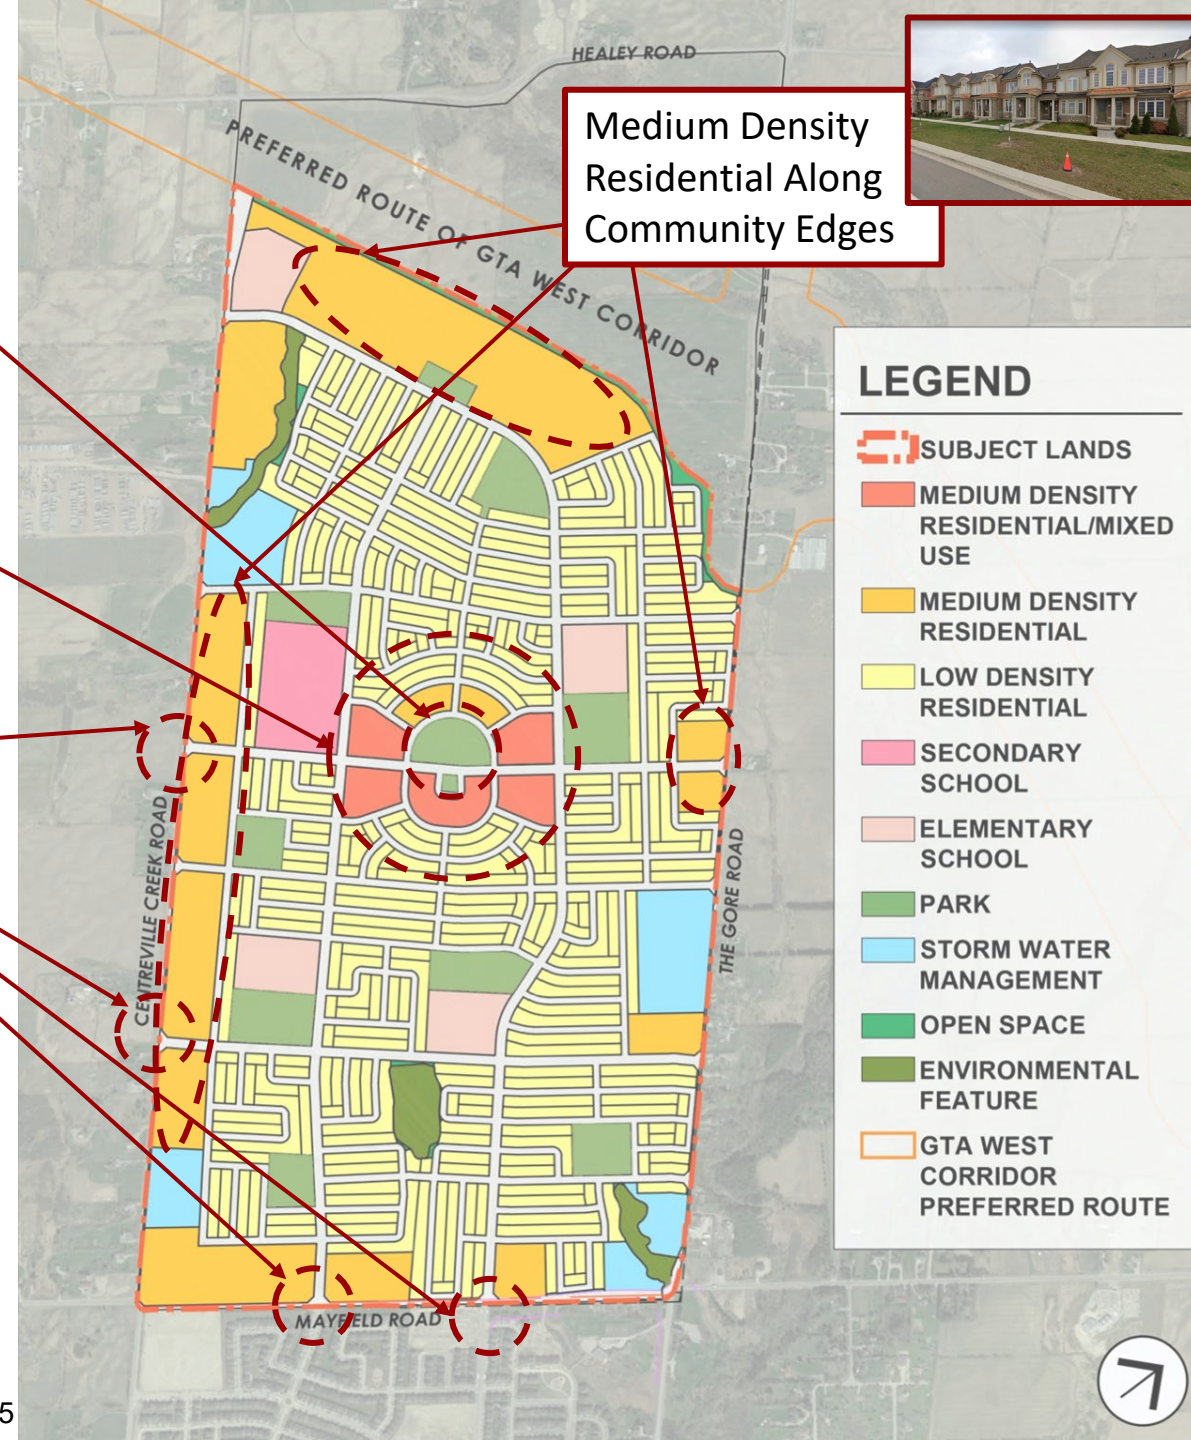 HEALEY ROAD
Medium Density
Residential Along
Community Edges
PREFERRED ROUTE OF GTA WEST CORRIDOR
LEGEND
SUBJECT LANDS
MEDIUM DENSITY
RESIDENTIAL/MIXED
USE
MEDIUM DENSITY
RESIDENTIAL
LOW DENSITY
RESIDENTIAL
SECONDARY
SCHOOL
ELEMENTARY
SCHOOL
PARK
STORM WATER
MANAGEMENT
OPEN SPACE
ENVIRONMENTAL
FEATURE
GTA WEST
CORRIDOR
PREFERRED ROUTE
CENTREVILLE CREEK ROAD
THE GORE ROAD
MAYFIELD ROAD
5